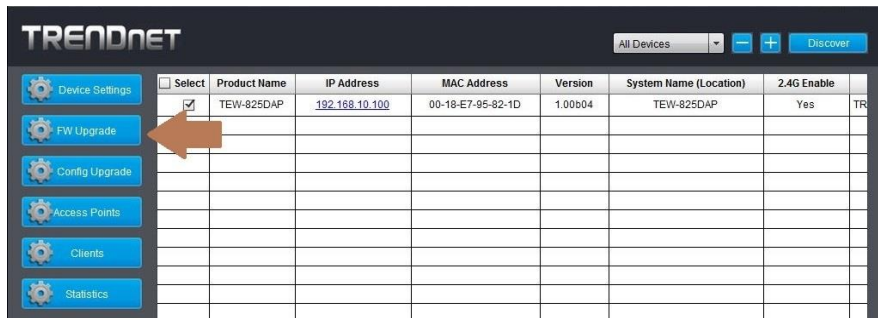 TRENDnET
All Devices
Discover
Device Settings
FW Upgrade
Config Upgrade
Access Points
Clients
Statistics
Select Product Name IP Address MAC Address Version System Name (Location) 2.4G Enable
TEW-825DAP 192.168.10.100 00-18-E7-95-82-1D 1.00b04 TEW-825DAP Yes TR